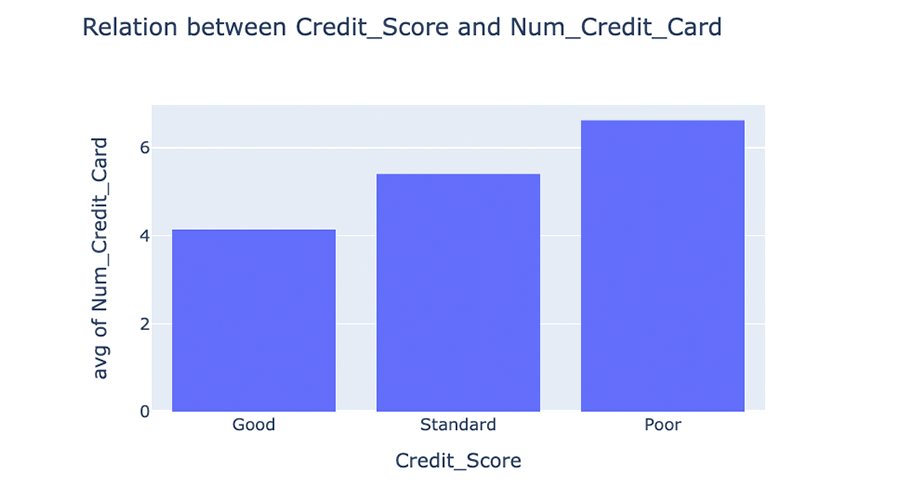 Relation between Credit_Score and Num_Credit_Card
avg of Num_Credit_Card
6
4
2
0
Good
Standard
Poor
Credit_Score